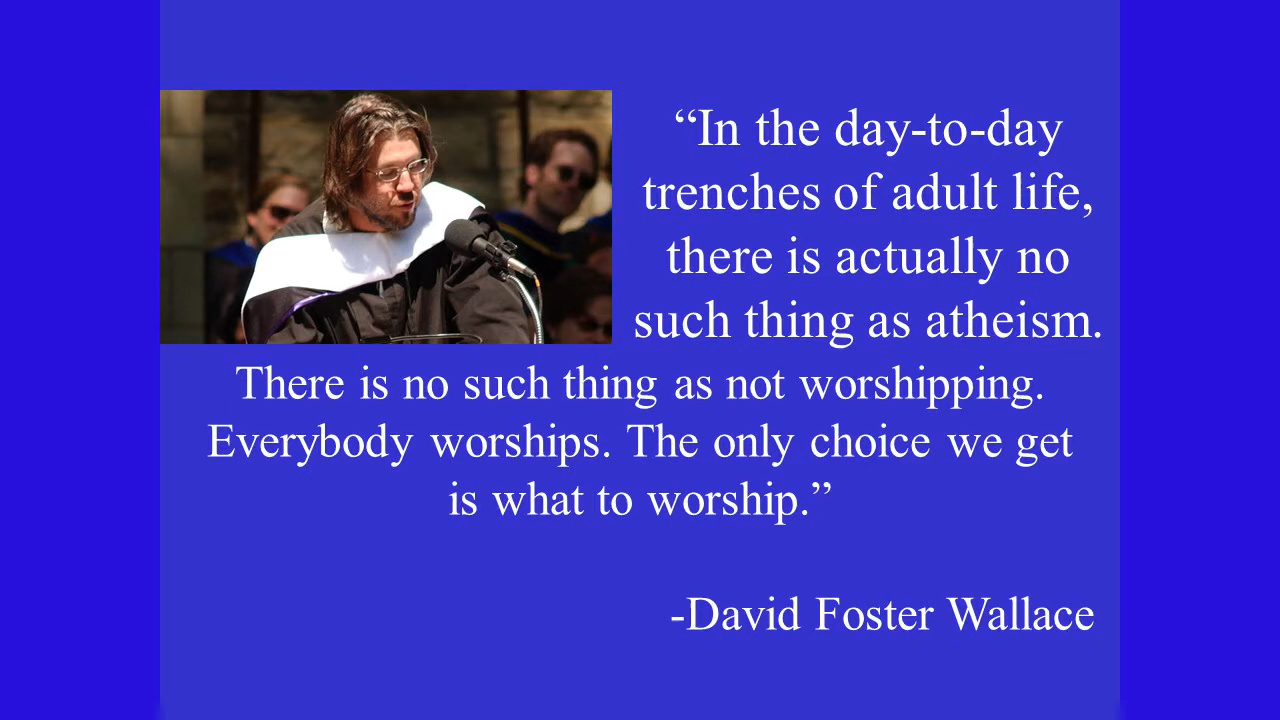 “In the day-to-day
trenches of adult life,
there is actually no
such thing as atheism.
There is no such thing as not worshipping.
Everybody worships. The only choice we get
is what to worship.”
-David Foster Wallace